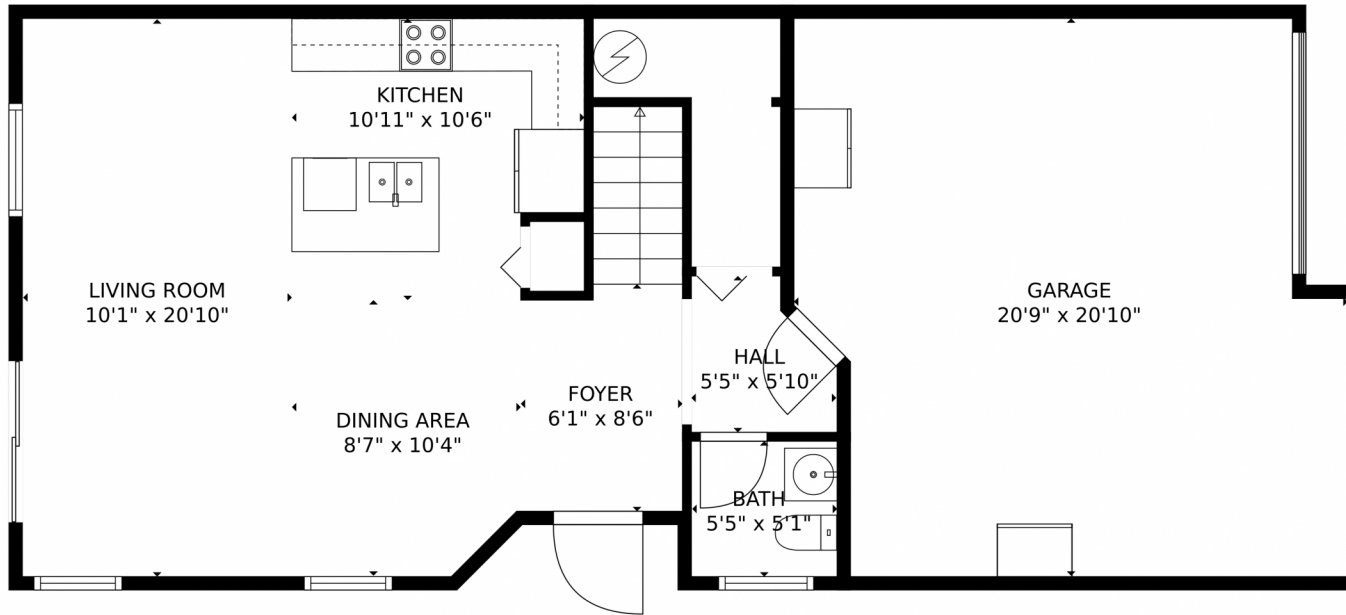 KITCHEN
10'11" x 10'6"
LIVING ROOM
10'1" x 20'10"
GARAGE
20'9" x 20'10"
HALL
5'5" x 5'10"
FOYER
6'1" x 8'6"
DINING AREA
8'7" x 10'4"
BATH
5'5" x 5'1"